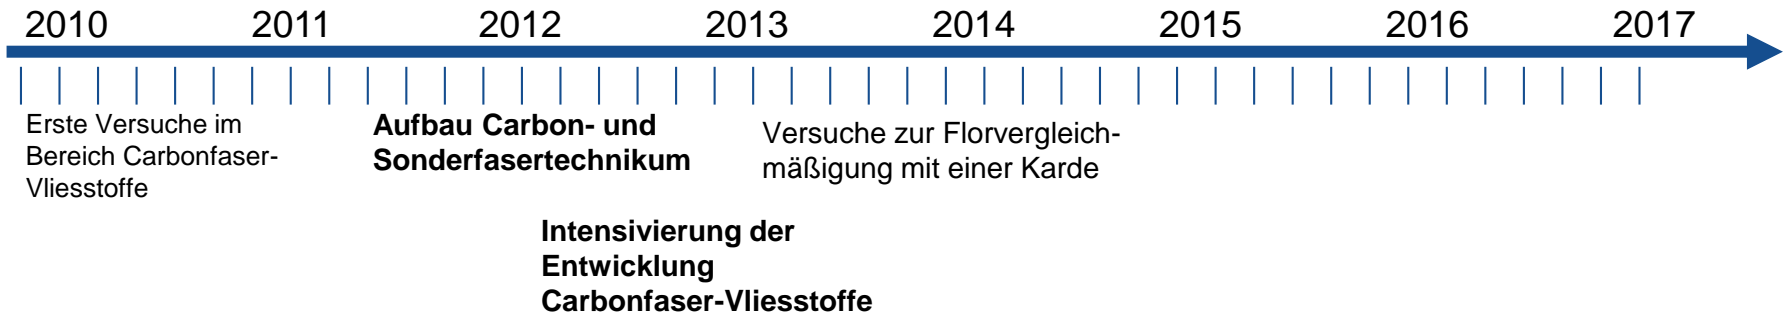 2010 2011 2012 2013 2014 2015 2016 2017
Erste Versuche im
Bereich Carbonfaser-
Vliesstoffe
Aufbau Carbon- und
Sonderfasertechnikum
Versuche zur Florvergleich-
mäßigung mit einer Karde
Intensivierung der
Entwicklung
Carbonfaser-Vliesstoffe